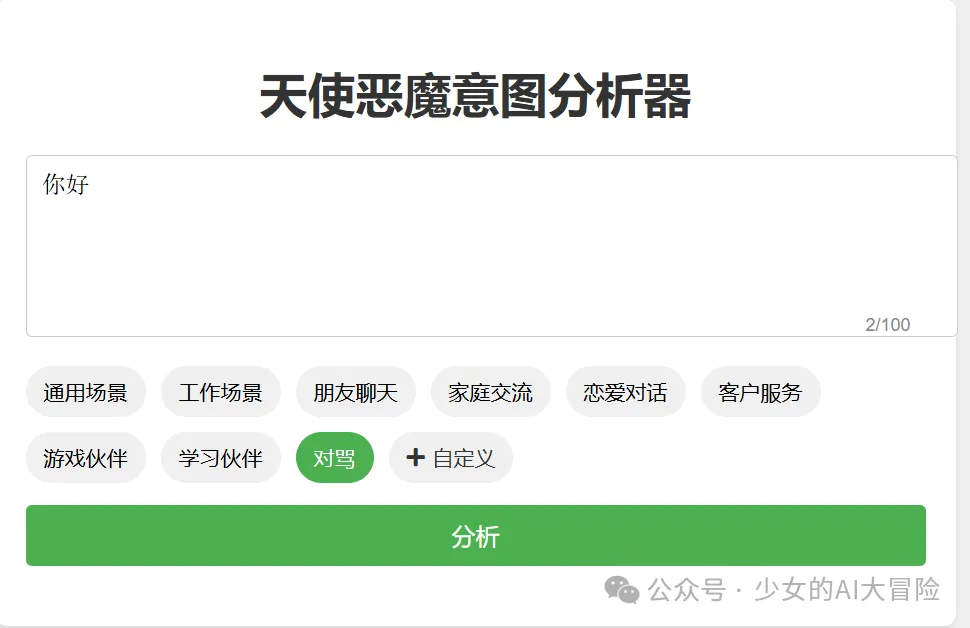 天使恶魔意图分析器
你好
2/100
通用场景 工作场景 朋友聊天 家庭交流 恋爱对话 客户服务
游戏伙伴 学习伙伴 对骂 + 自定义
分析
公众号 · 少女的AI大冒险